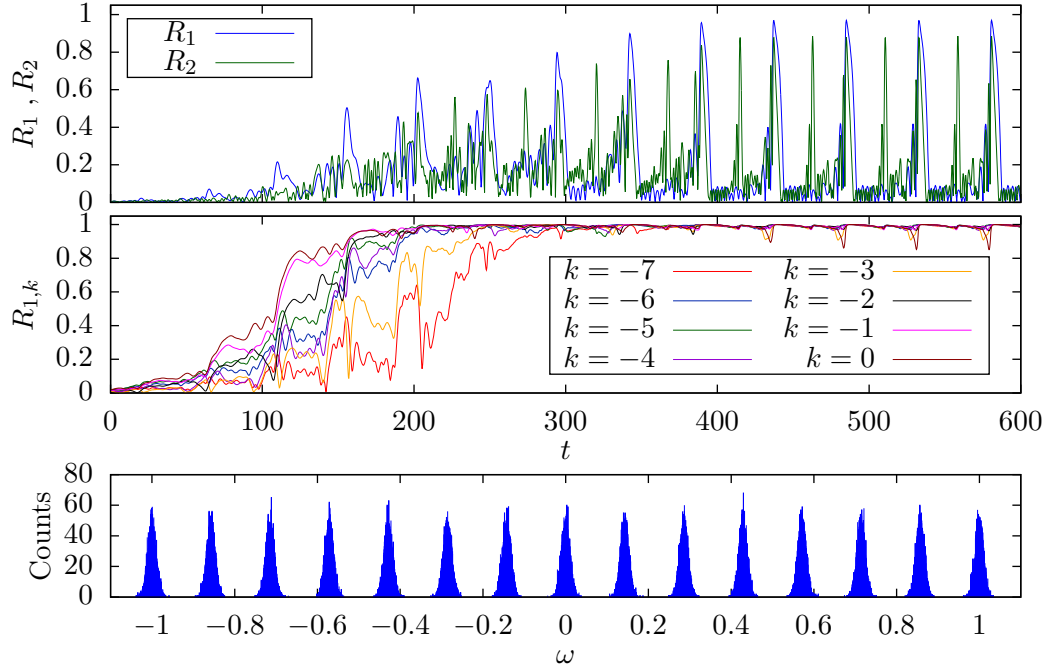 1
0.8
0.6
0.4
0.2
0
R₁ , R₂
R₁
R₂
1
0.8
0.6
0.4
0.2
0
R₁,ₖ
k = −7
k = −6
k = −5
k = −4
k = −3
k = −2
k = −1
k = 0
0 100 200 300 400 500 600
t
80
60
40
20
0
Counts
−1 −0.8 −0.6 −0.4 −0.2 0 0.2 0.4 0.6 0.8 1
ω